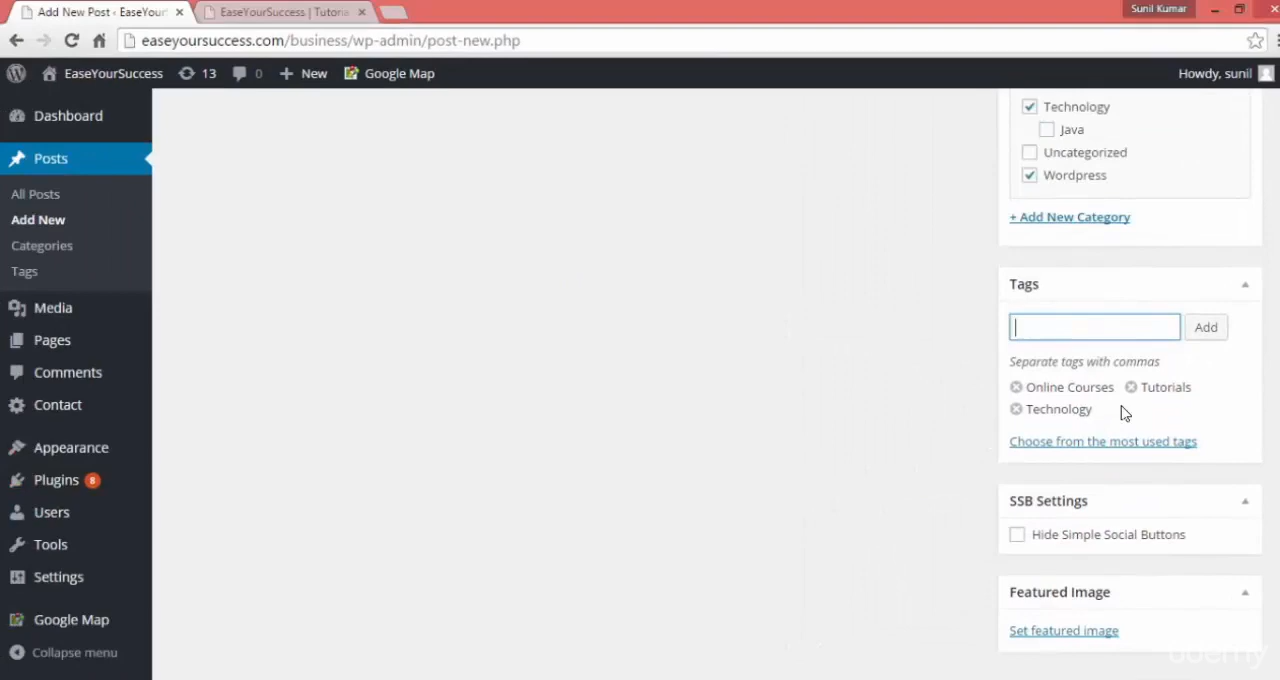 Add New Post ‹ EaseYour
EaseYourSuccess | Tutoria
Sunil Kumar
easeyoursuccess.com/business/wp-admin/post-new.php
EaseYourSuccess 13 0 New Google Map Howdy, sunil
Dashboard
Posts
All Posts
Add New
Categories
Tags
Media
Pages
Comments
Contact
Appearance
Plugins 8
Users
Tools
Settings
Google Map
Collapse menu
Technology
Java
Uncategorized
Wordpress
+ Add New Category
Tags
Add
Separate tags with commas
Online Courses Tutorials
Technology
Choose from the most used tags
SSB Settings
Hide Simple Social Buttons
Featured Image
Set featured image
udemy